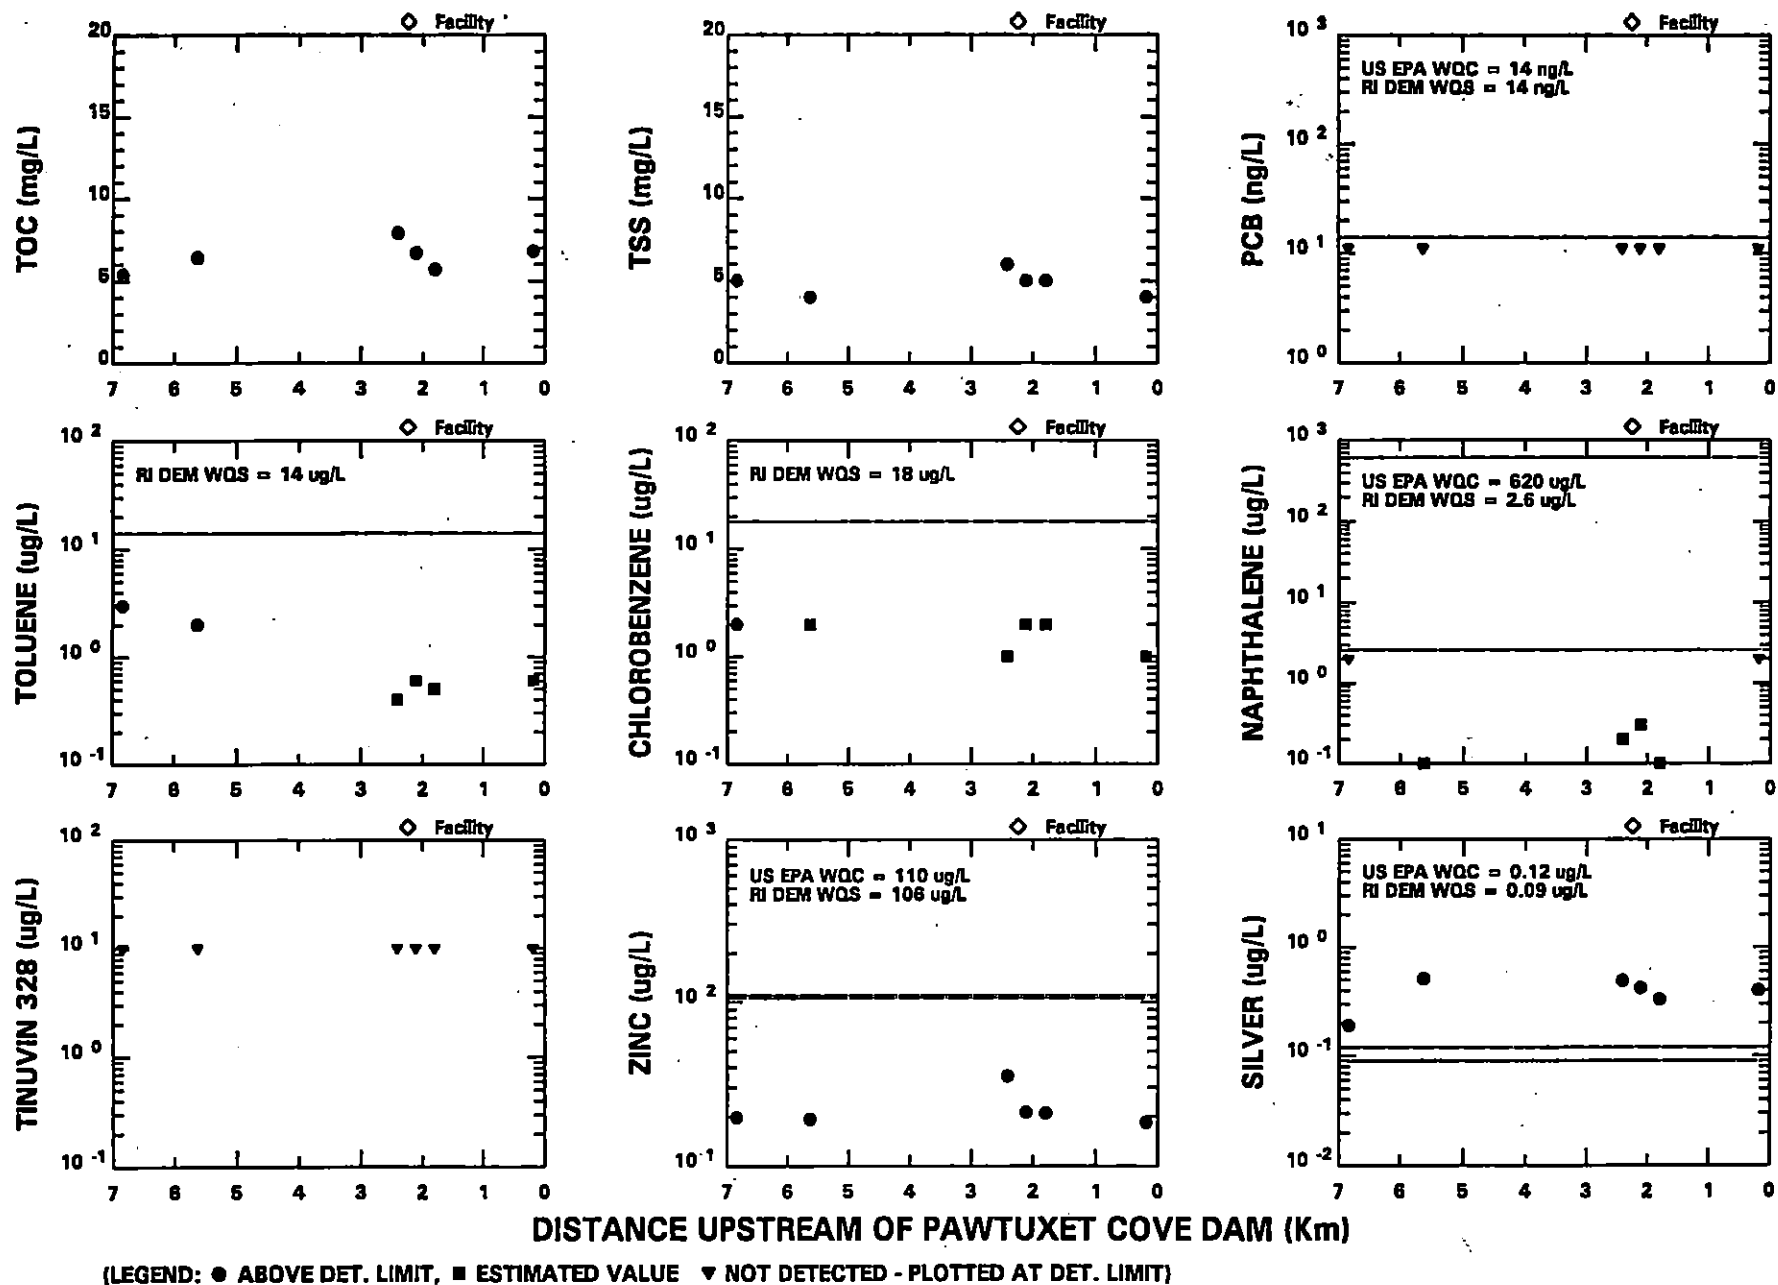 ◇ Facility
◇ Facility
◇ Facility
TOC (mg/L)
20
15
10
5
0
7 6 5 4 3 2 1 0
TSS (mg/L)
20
15
10
5
0
7 6 5 4 3 2 1 0
PCB (ng/L)
US EPA WQC = 14 ng/L
RI DEM WQS = 14 ng/L
10 3
10 2
10 1
10 0
7 6 5 4 3 2 1 0
◇ Facility
◇ Facility
◇ Facility
TOLUENE (ug/L)
RI DEM WQS = 14 ug/L
10 2
10 1
10 0
10 -1
7 6 5 4 3 2 1 0
CHLOROBENZENE (ug/L)
RI DEM WQS = 18 ug/L
10 2
10 1
10 0
10 -1
7 6 5 4 3 2 1 0
NAPHTHALENE (ug/L)
US EPA WQC = 620 ug/L
RI DEM WQS = 2.6 ug/L
10 3
10 2
10 1
10 0
10 -1
7 6 5 4 3 2 1 0
◇ Facility
◇ Facility
◇ Facility
TINUVIN 328 (ug/L)
10 2
10 1
10 0
10 -1
7 6 5 4 3 2 1 0
ZINC (ug/L)
US EPA WQC = 110 ug/L
RI DEM WQS = 106 ug/L
10 3
10 2
10 1
7 6 5 4 3 2 1 0
SILVER (ug/L)
US EPA WQC = 0.12 ug/L
RI DEM WQS = 0.09 ug/L
10 1
10 0
10 -1
10 -2
7 6 5 4 3 2 1 0
DISTANCE UPSTREAM OF PAWTUXET COVE DAM (Km)
(LEGEND: ● ABOVE DET. LIMIT, ■ ESTIMATED VALUE ▼ NOT DETECTED - PLOTTED AT DET. LIMIT)